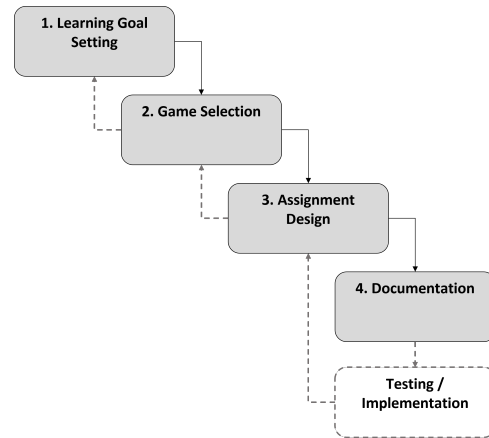 1. Learning Goal
Setting
2. Game Selection
3. Assignment
Design
4. Documentation
Testing /
Implementation